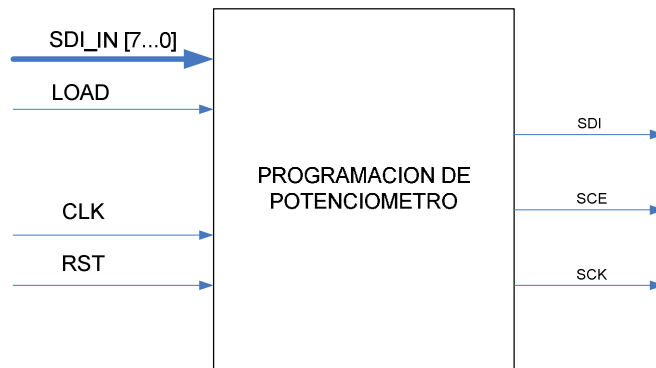 SDI_IN [7...0]
LOAD
CLK
RST
PROGRAMACION DE
POTENCIOMETRO
SDI
SCE
SCK